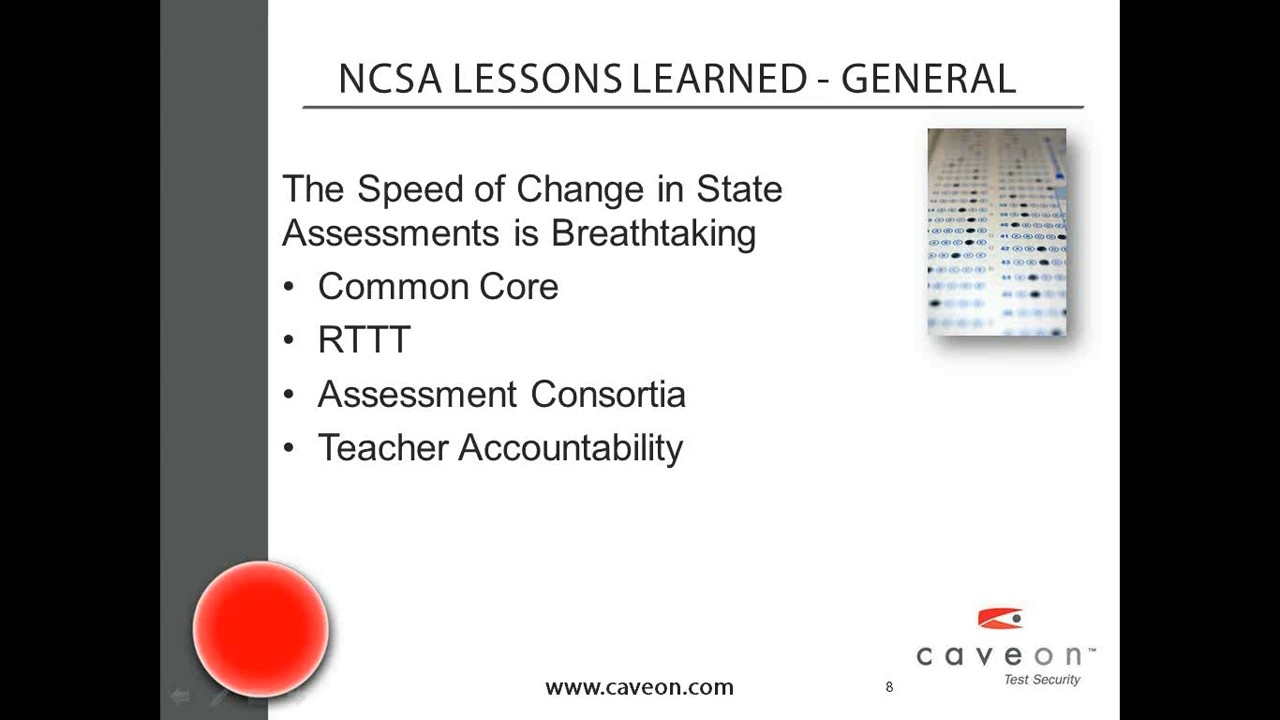 NCSA LESSONS LEARNED - GENERAL
The Speed of Change in State
Assessments is Breathtaking
• Common Core
• RTTT
• Assessment Consortia
• Teacher Accountability
caveon™
Test Security
www.caveon.com
8